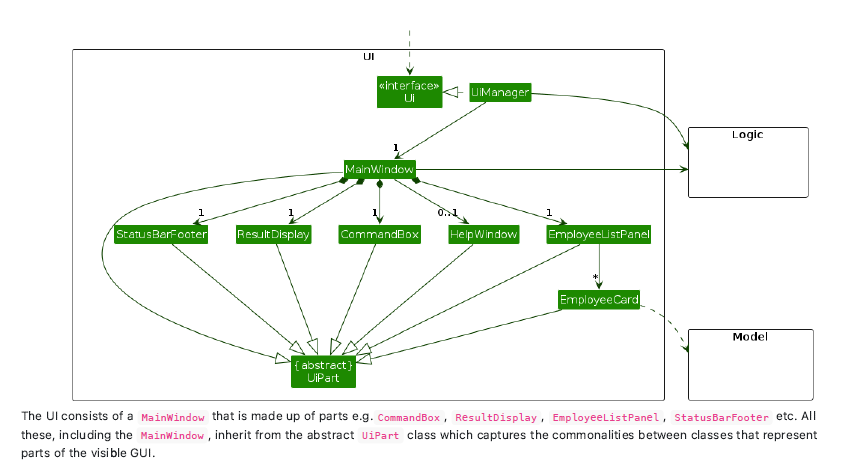 UI
«interface»
Ui
UiManager
Logic
1
MainWindow
1
1
1
0..1
1
StatusBarFooter
ResultDisplay
CommandBox
HelpWindow
EmployeeListPanel
*
EmployeeCard
Model
{abstract}
UiPart
The UI consists of a MainWindow that is made up of parts e.g. CommandBox, ResultDisplay, EmployeeListPanel, StatusBarFooter etc. All
these, including the MainWindow, inherit from the abstract UiPart class which captures the commonalities between classes that represent
parts of the visible GUI.